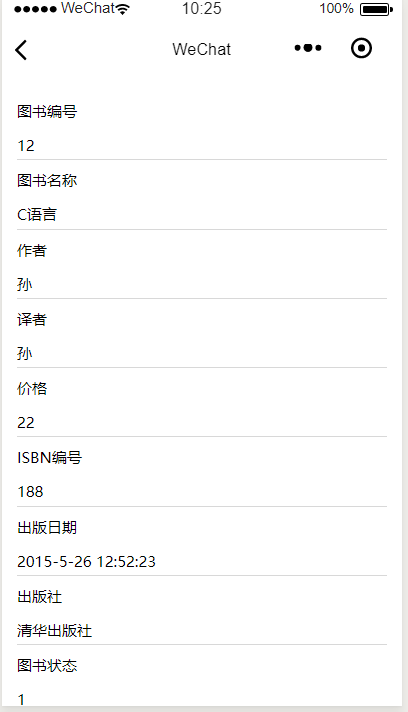 WeChat 10:25 100%
WeChat
图书编号
12
图书名称
C语言
作者
孙
译者
孙
价格
22
ISBN编号
188
出版日期
2015-5-26 12:52:23
出版社
清华出版社
图书状态
1